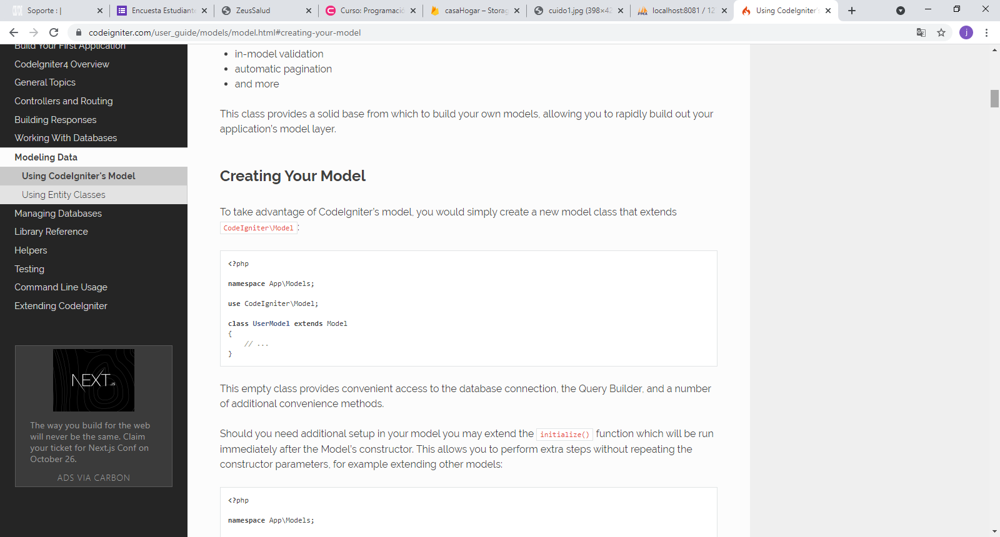 Soporte : |
Encuesta Estudiante
ZeusSalud
Curso: Programació
casaHogar – Storag
cuido1.jpg (398×42
localhost:8081 / 12
Using CodeIgniter's
codeigniter.com/user_guide/models/model.html#creating-your-model
j
Build Your First Application
CodeIgniter4 Overview
General Topics
Controllers and Routing
Building Responses
Working With Databases
Modeling Data
Using CodeIgniter's Model
Using Entity Classes
Managing Databases
Library Reference
Helpers
Testing
Command Line Usage
Extending CodeIgniter
NEXT.JS
The way you build for the web
will never be the same. Claim
your ticket for Next.js Conf on
October 26.
ADS VIA CARBON
• in-model validation
• automatic pagination
• and more
This class provides a solid base from which to build your own models, allowing you to rapidly build out your
application's model layer.
Creating Your Model
To take advantage of CodeIgniter's model, you would simply create a new model class that extends
CodeIgniter\Model :
<?php
namespace App\Models;
use CodeIgniter\Model;
class UserModel extends Model
{
// ...
}
This empty class provides convenient access to the database connection, the Query Builder, and a number
of additional convenience methods.
Should you need additional setup in your model you may extend the initialize() function which will be run
immediately after the Model's constructor. This allows you to perform extra steps without repeating the
constructor parameters, for example extending other models:
<?php
namespace App\Models;